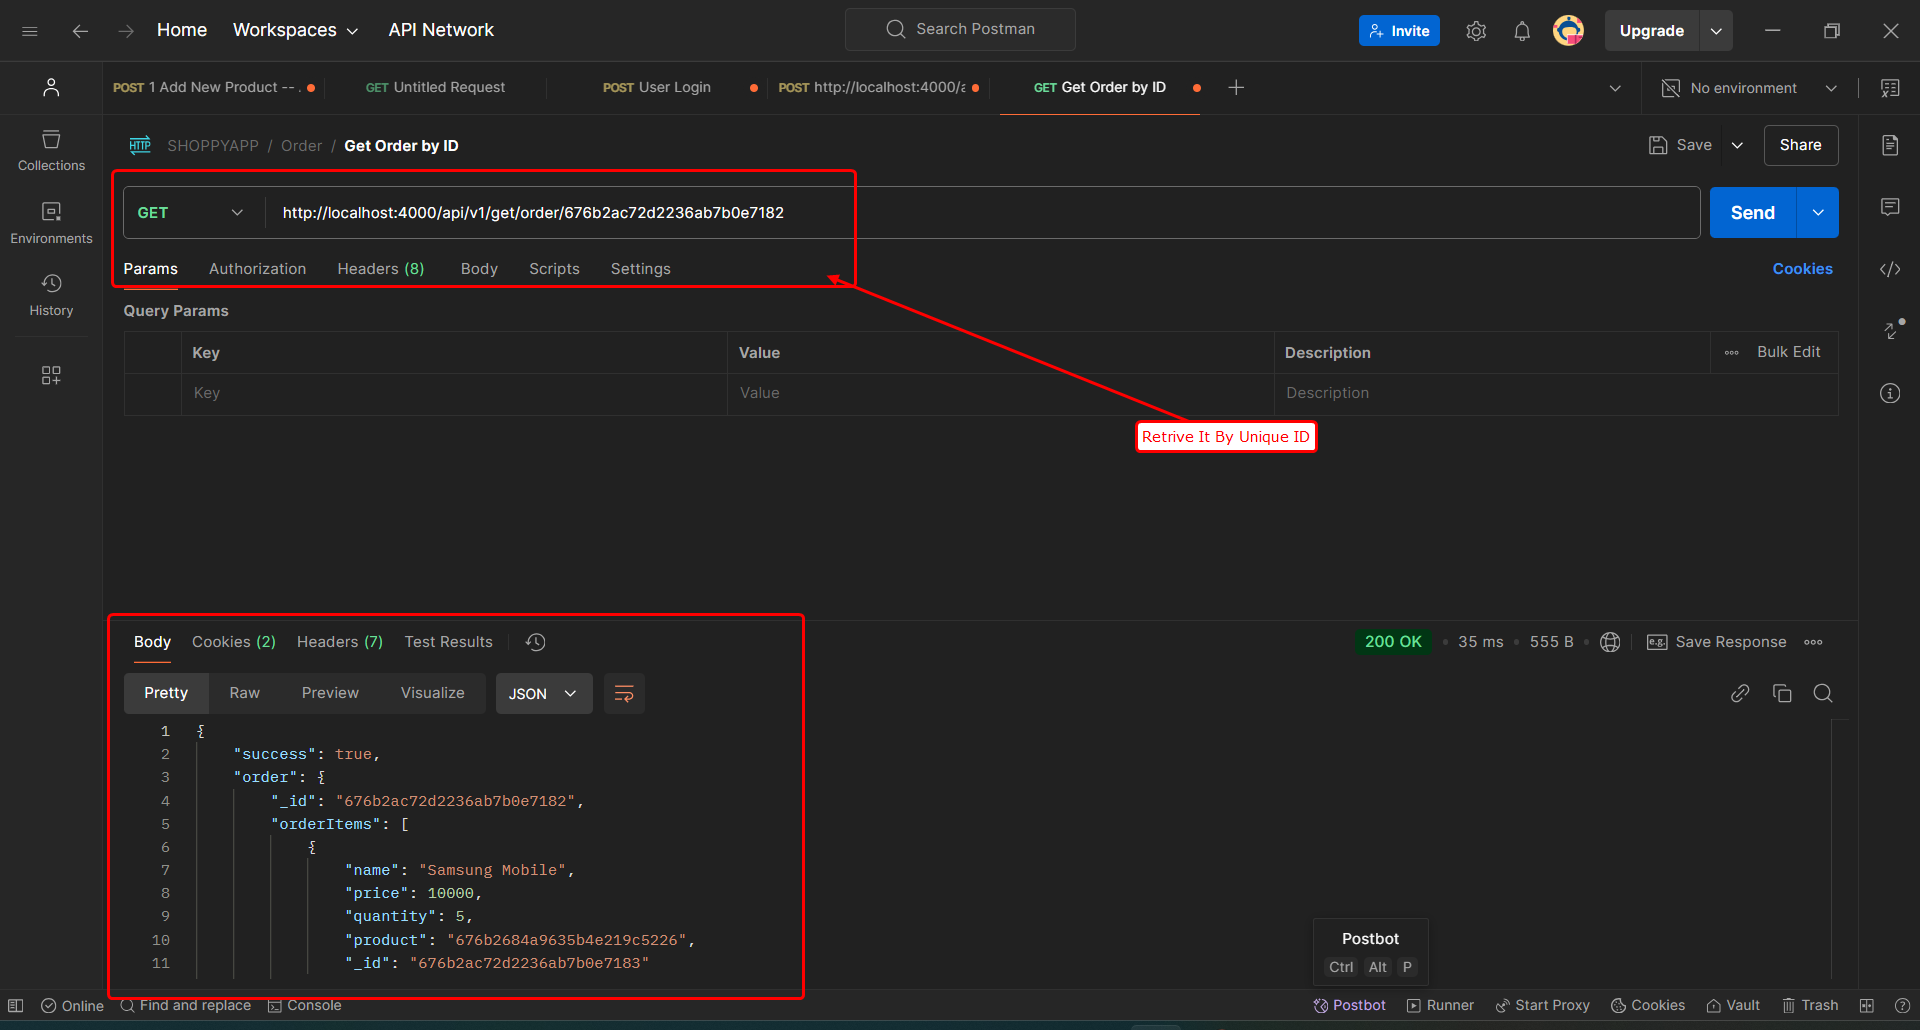 Home Workspaces API Network Search Postman Invite Upgrade
POST 1 Add New Product -- . GET Untitled Request POST User Login POST http://localhost:4000/a GET Get Order by ID No environment
HTTP SHOPPYAPP / Order / Get Order by ID Save Share
Collections
GET http://localhost:4000/api/v1/get/order/676b2ac72d2236ab7b0e7182 Send
Environments
Params Authorization Headers (8) Body Scripts Settings Cookies
History
Query Params
Key Value Description Bulk Edit
Key Value Description
Retrive It By Unique ID
Body Cookies (2) Headers (7) Test Results 200 OK 35 ms 555 B e.g. Save Response
Pretty Raw Preview Visualize JSON
1 {
2 "success": true,
3 "order": {
4 "_id": "676b2ac72d2236ab7b0e7182",
5 "orderItems": [
6 {
7 "name": "Samsung Mobile",
8 "price": 10000,
9 "quantity": 5,
10 "product": "676b2684a9635b4e219c5226",
11 "_id": "676b2ac72d2236ab7b0e7183"
Postbot
Ctrl Alt P
Online Find and replace Console Postbot Runner Start Proxy Cookies Vault Trash